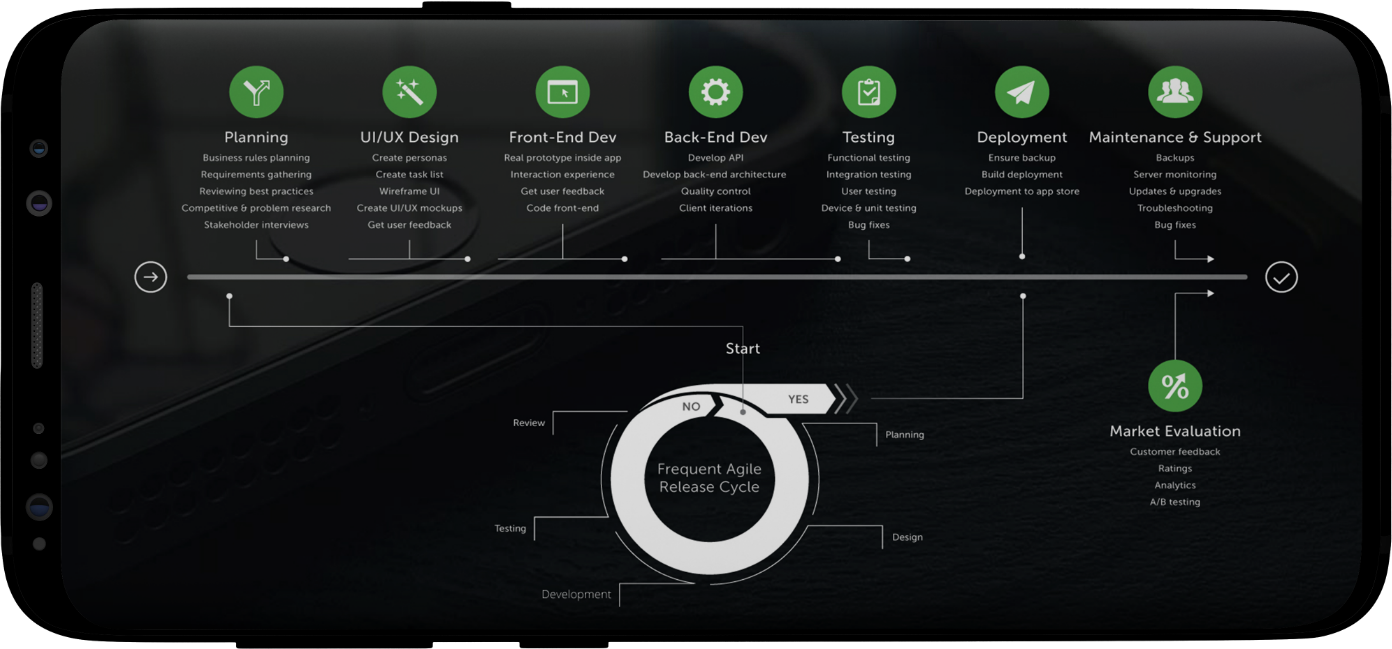 Planning
Business rules planning
Requirements gathering
Reviewing best practices
Competitive & problem research
Stakeholder interviews
UI/UX Design
Create personas
Create task list
Wireframe UI
Create UI/UX mockups
Get user feedback
Front-End Dev
Real prototype inside app
Interaction experience
Get user feedback
Code front-end
Back-End Dev
Develop API
Develop back-end architecture
Quality control
Client iterations
Testing
Functional testing
Integration testing
User testing
Device & unit testing
Bug fixes
Deployment
Ensure backup
Build deployment
Deployment to app store
Maintenance & Support
Backups
Server monitoring
Updates & upgrades
Troubleshooting
Bug fixes
Start
NO
YES
Review
Planning
Frequent Agile
Release Cycle
Testing
Design
Development
%
Market Evaluation
Customer feedback
Ratings
Analytics
A/B testing